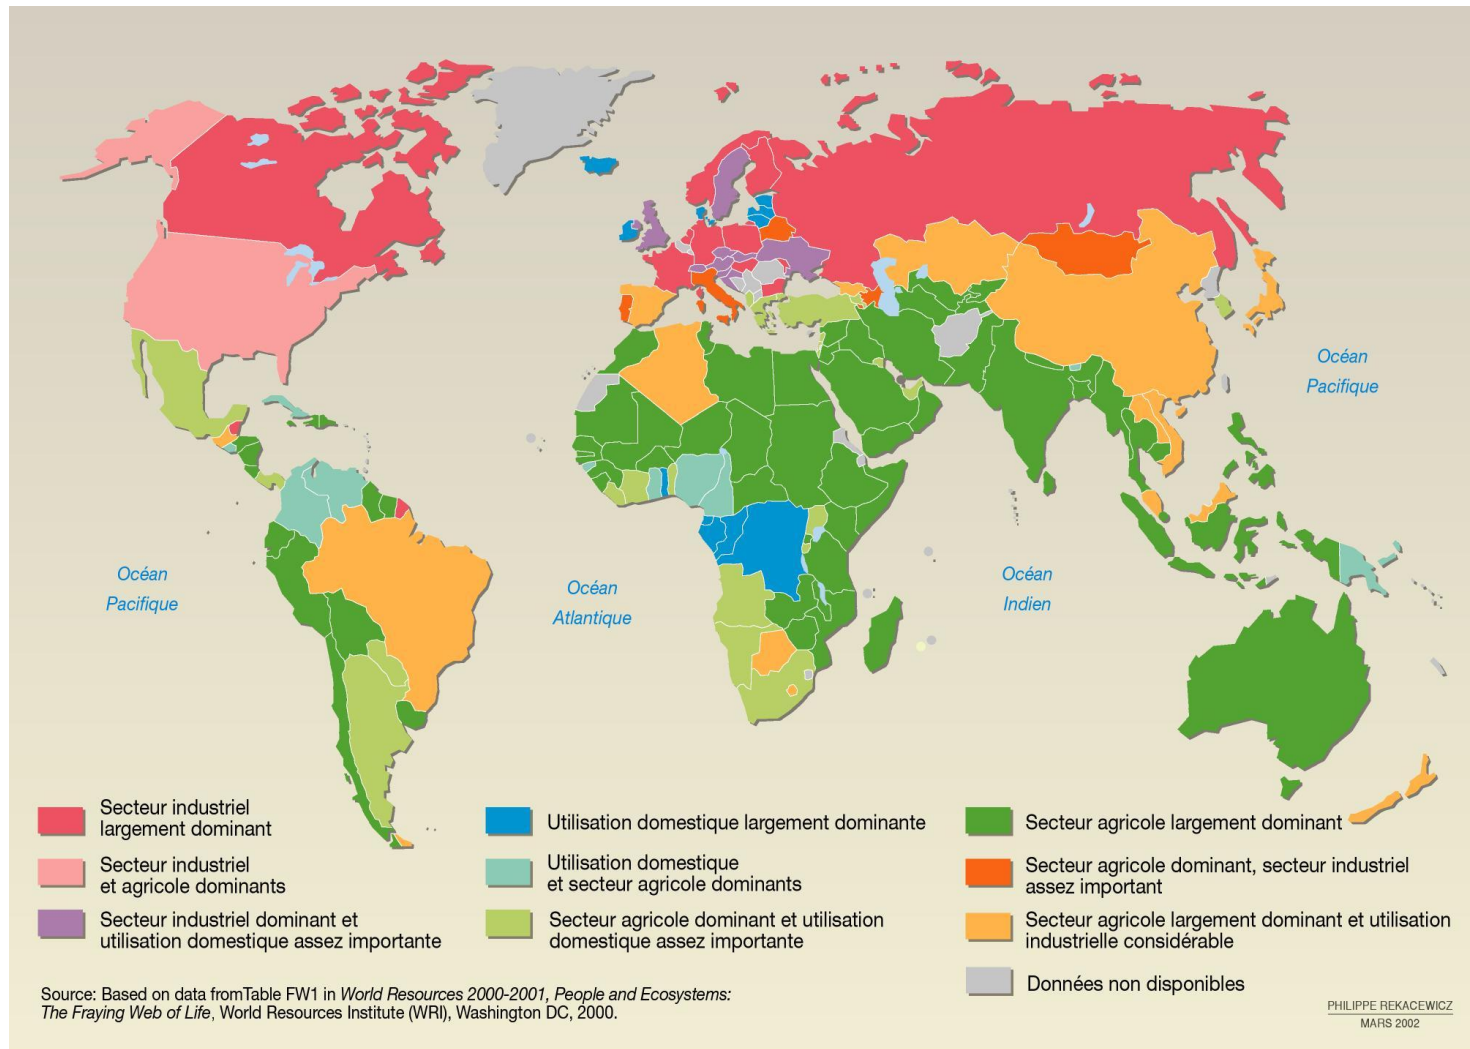 Océan
Pacifique
Océan
Pacifique
Océan
Atlantique
Océan
Indien
Secteur industriel
largement dominant
Secteur industriel
et agricole dominants
Secteur industriel dominant et
utilisation domestique assez importante
Utilisation domestique largement dominante
Utilisation domestique
et secteur agricole dominants
Secteur agricole dominant et utilisation
domestique assez importante
Secteur agricole largement dominant
Secteur agricole dominant, secteur industriel
assez important
Secteur agricole largement dominant et utilisation
industrielle considérable
Données non disponibles
Source: Based on data fromTable FW1 in World Resources 2000-2001, People and Ecosystems:
The Fraying Web of Life, World Resources Institute (WRI), Washington DC, 2000.
PHILIPPE REKACEWICZ
MARS 2002